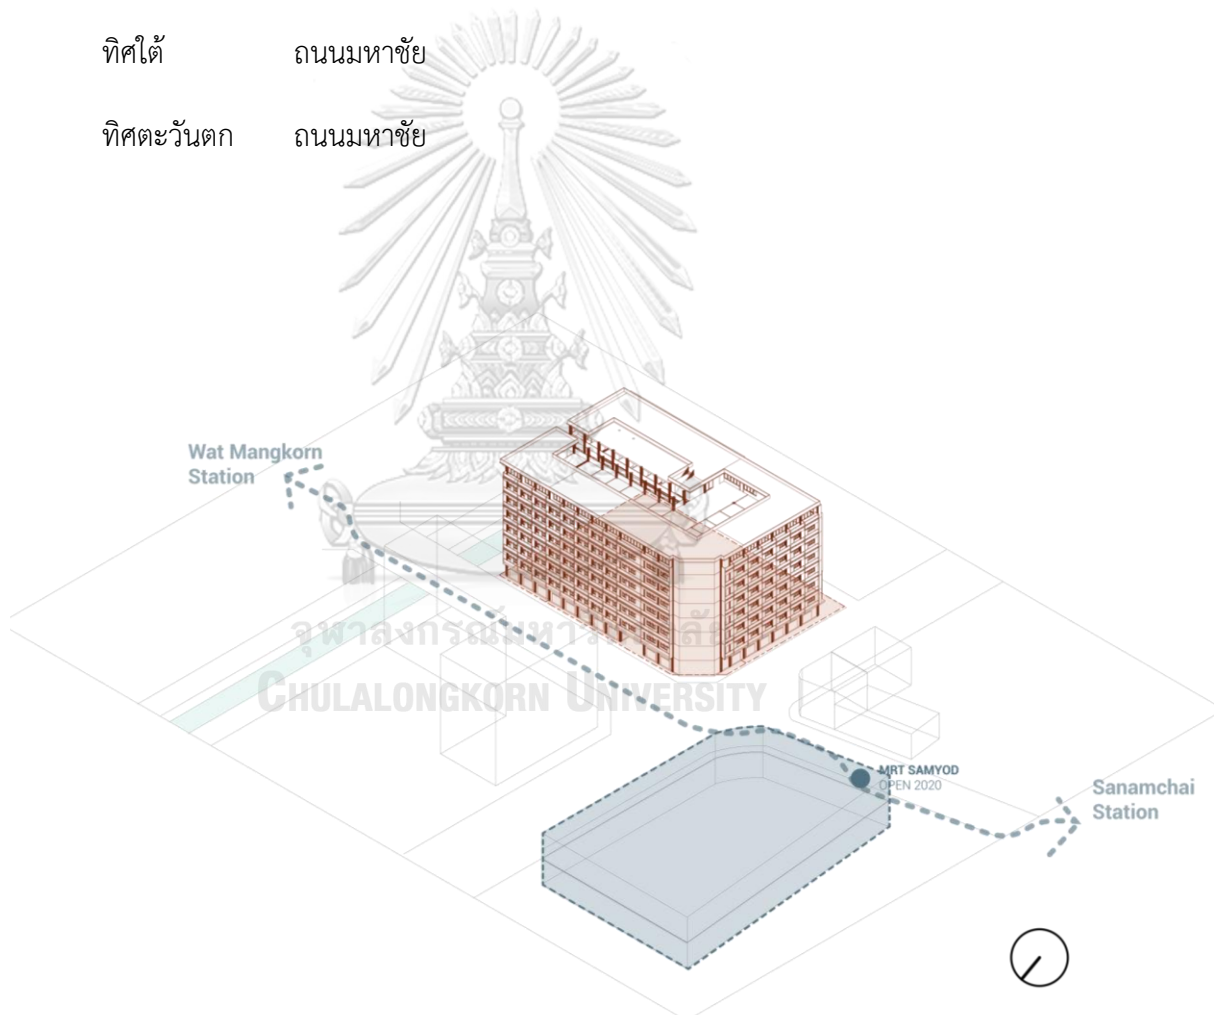 ทิศใต้ ถนนมหาชัย
ทิศตะวันตก ถนนมหาชัย
Wat Mangkorn
Station
จุฬาลงกรณ์มหาวิทยาลัย
CHULALONGKORN UNIVERSITY
MRT SAMYOD
OPEN 2020
Sanamchai
Station